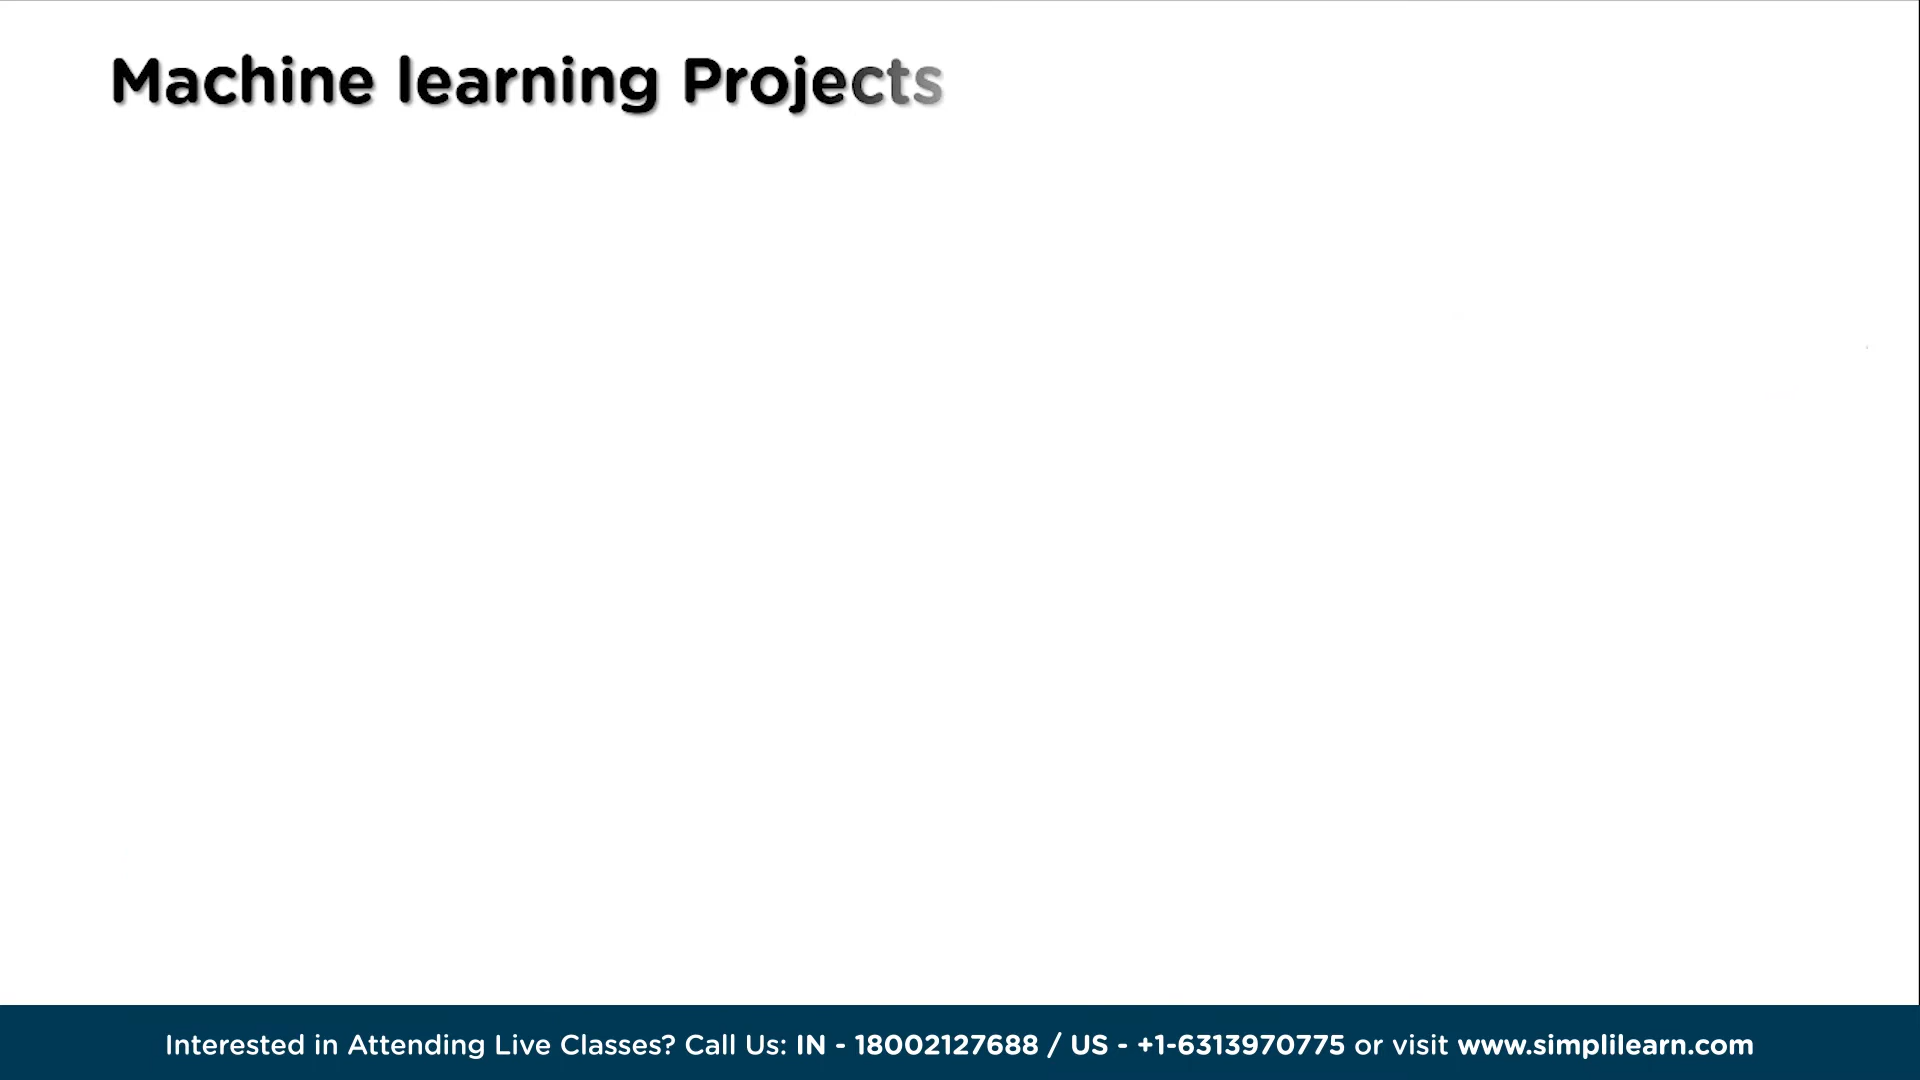 Machine learning Projects
Interested in Attending Live Classes? Call Us: IN - 18002127688 / US - +1-6313970775 or visit www.simplilearn.com